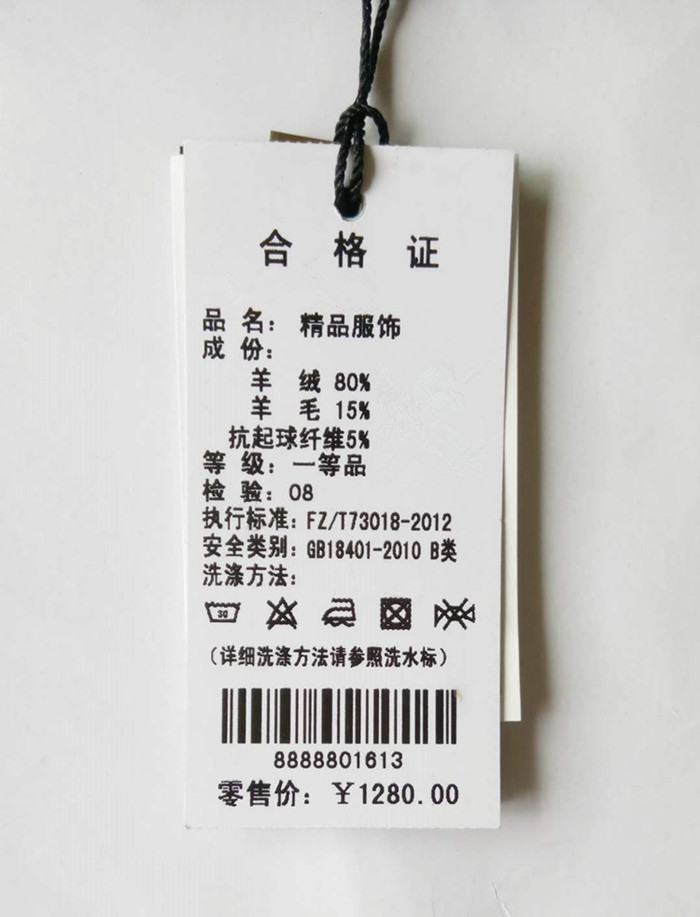 合 格 证
品 名： 精品服饰
成 份：
羊 绒 80%
羊 毛 15%
抗起球纤维5%
等 级：一等品
检 验：08
执行标准：FZ/T73018-2012
安全类别：GB18401-2010 B类
洗涤方法：
30
（详细洗涤方法请参照洗水标）
8888801613
零售价：￥1280.00